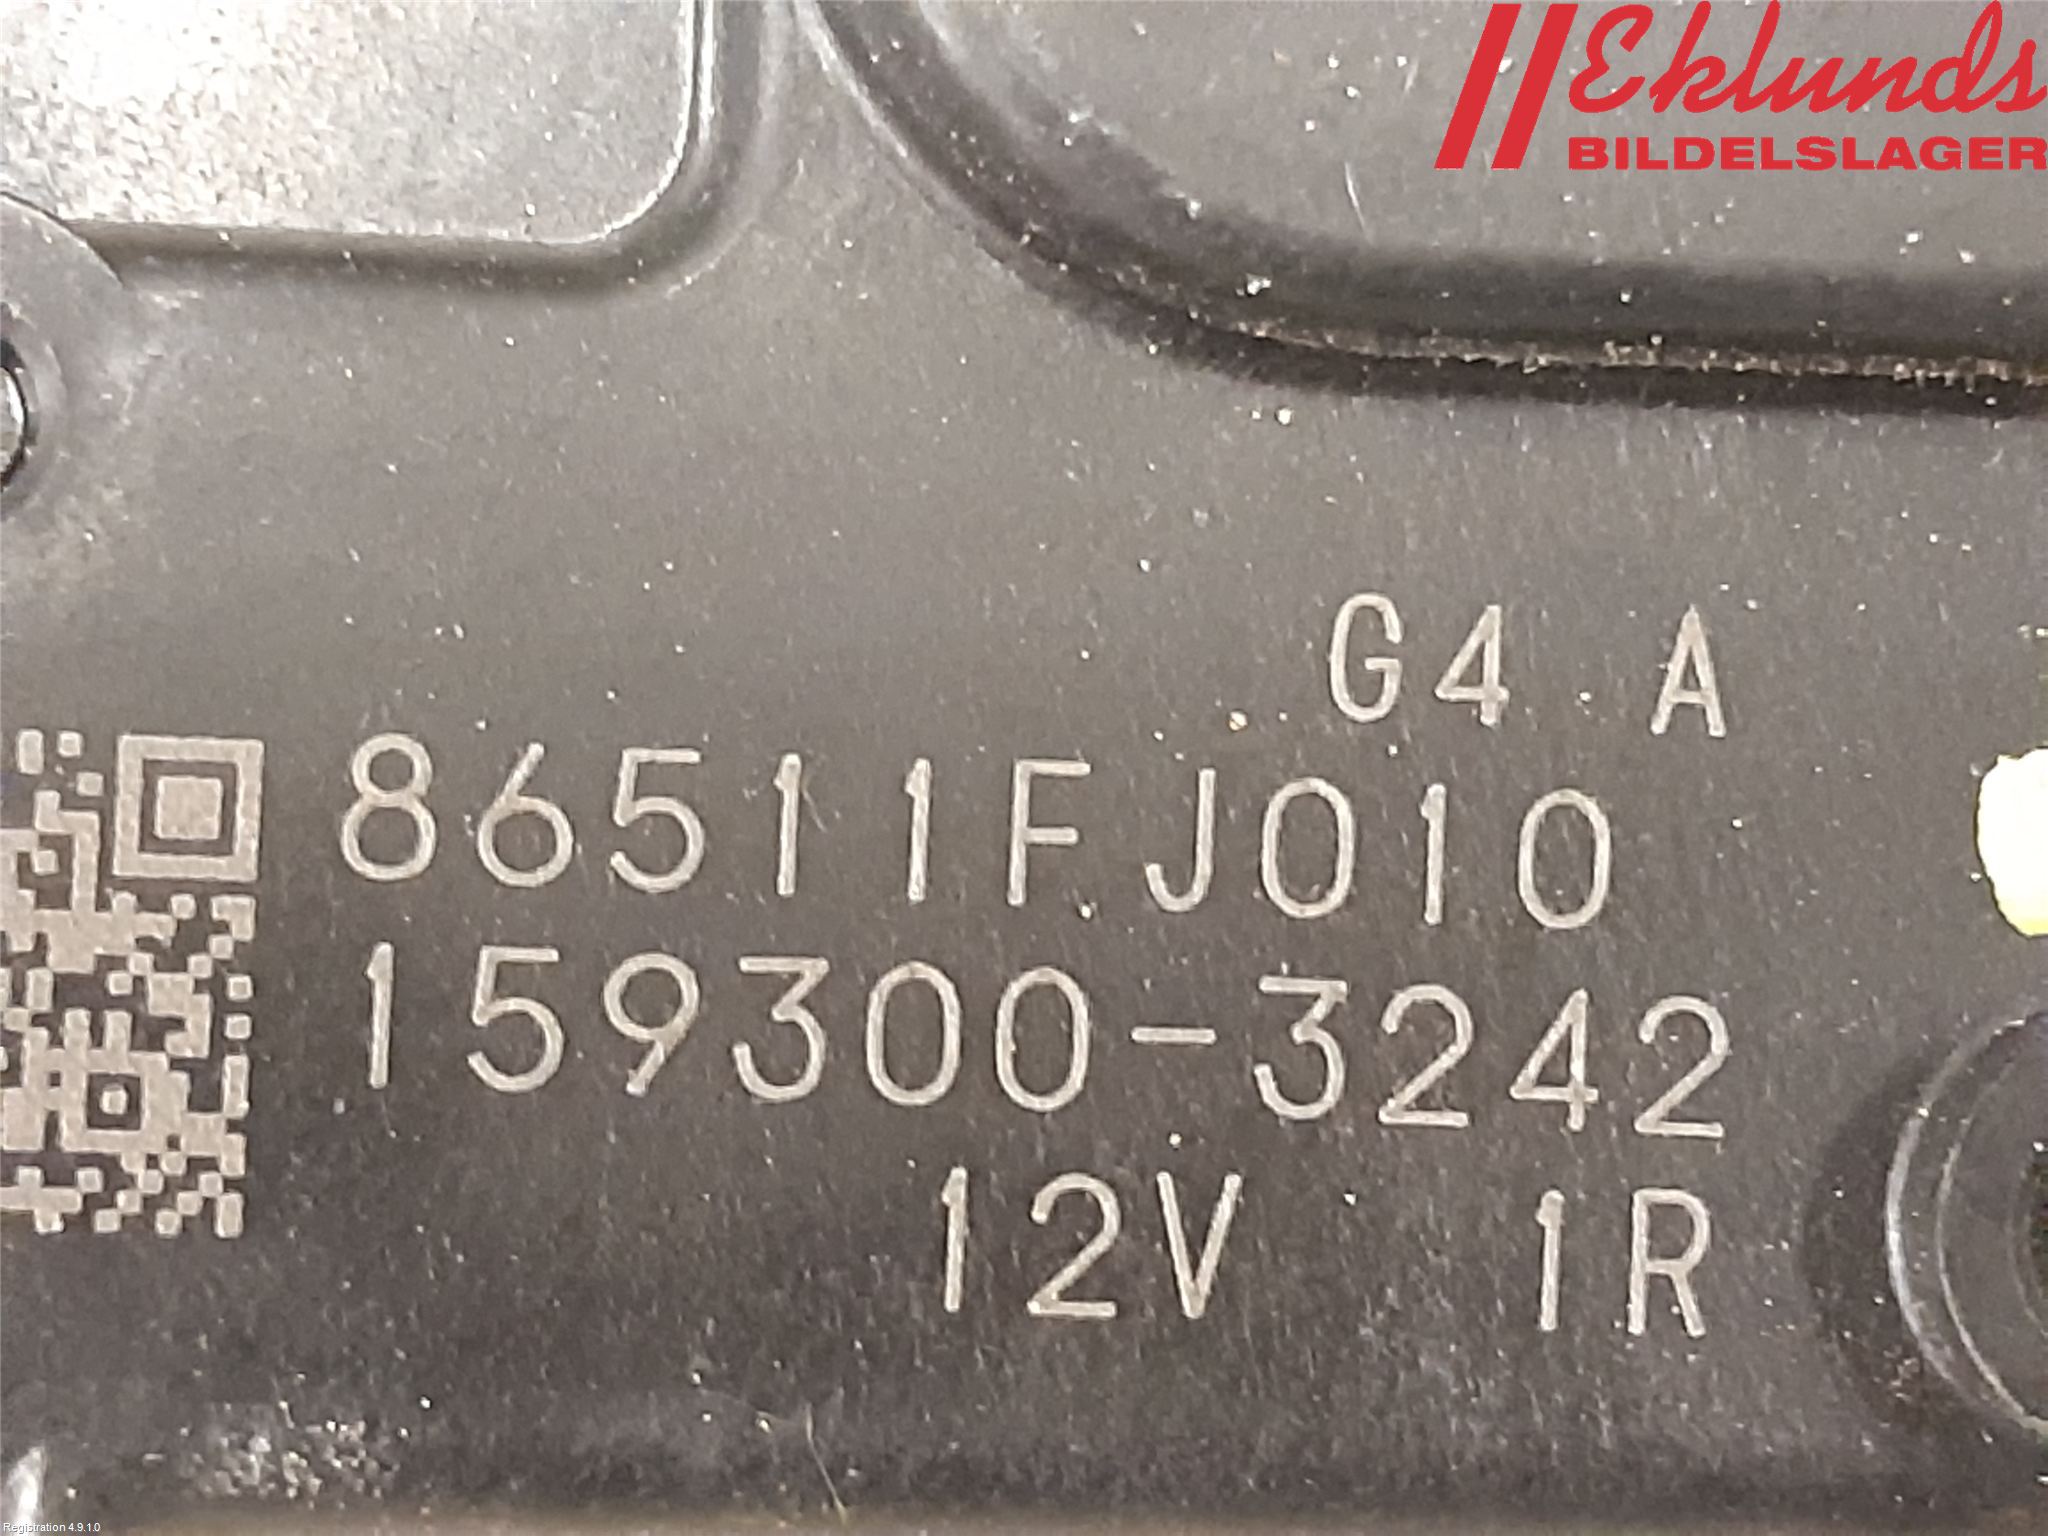 Eklunds
BILDELSLAGER
G4 A
86511FJ010
159300-3242
12V 1R
Registration 4.9.1.0